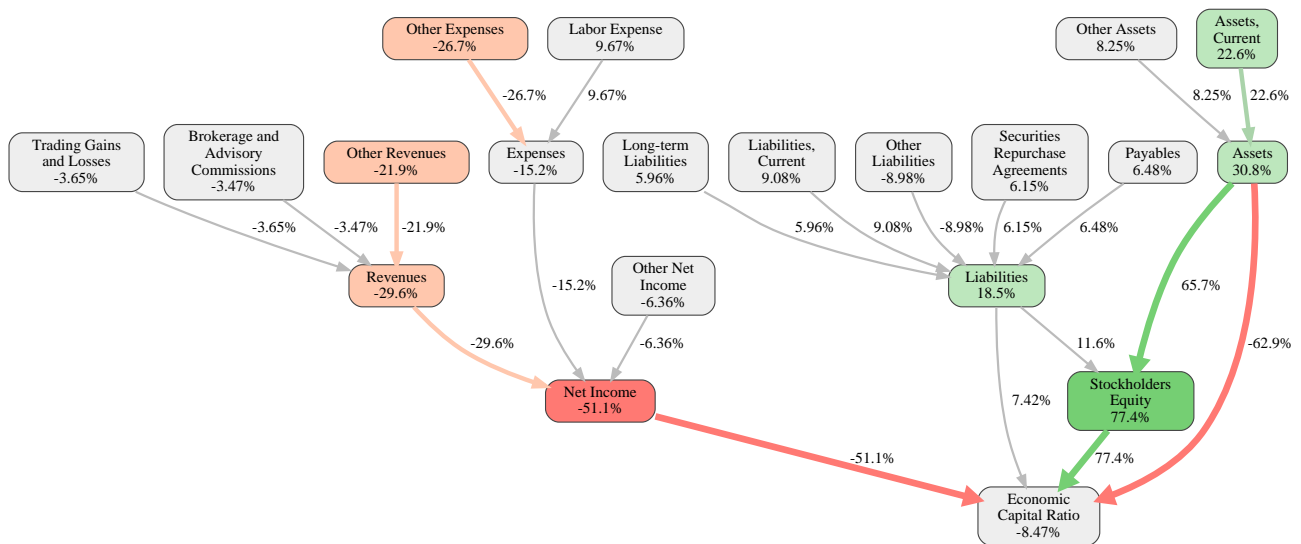 Other Expenses
-26.7%
Labor Expense
9.67%
Other Assets
8.25%
Assets,
Current
22.6%
-26.7%
9.67%
8.25%
22.6%
Trading Gains
and Losses
-3.65%
Brokerage and
Advisory
Commissions
-3.47%
Other Revenues
-21.9%
Expenses
-15.2%
Long-term
Liabilities
5.96%
Liabilities,
Current
9.08%
Other
Liabilities
-8.98%
Securities
Repurchase
Agreements
6.15%
Payables
6.48%
Assets
30.8%
-3.65%
-3.47%
-21.9%
5.96%
9.08%
-8.98%
6.15%
6.48%
Revenues
-29.6%
-15.2%
Other Net
Income
-6.36%
Liabilities
18.5%
65.7%
-29.6%
-6.36%
11.6%
-62.9%
Net Income
-51.1%
7.42%
Stockholders
Equity
77.4%
-51.1%
77.4%
Economic
Capital Ratio
-8.47%